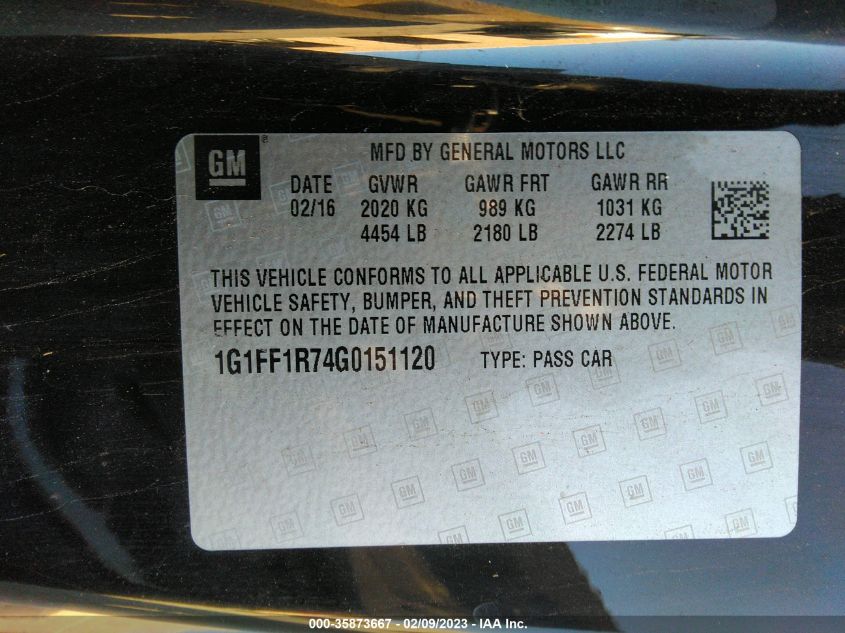 GM ®
MFD BY GENERAL MOTORS LLC
DATE GVWR GAWR FRT GAWR RR
02/16 2020 KG 989 KG 1031 KG
4454 LB 2180 LB 2274 LB
THIS VEHICLE CONFORMS TO ALL APPLICABLE U.S. FEDERAL MOTOR
VEHICLE SAFETY, BUMPER, AND THEFT PREVENTION STANDARDS IN
EFFECT ON THE DATE OF MANUFACTURE SHOWN ABOVE.
1G1FF1R74G0151120 TYPE: PASS CAR
000-35873667 - 02/09/2023 - IAA Inc.